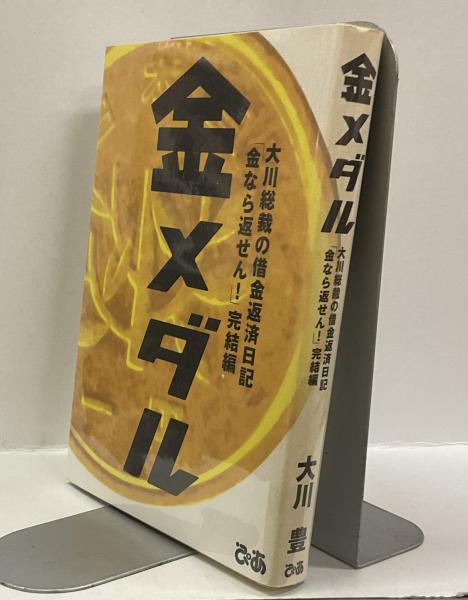 金メダル
大川総裁の借金返済日記
「金なら返せん！」完結編
ぴあ
金メダル
大川総裁の借金返済日記
「金なら返せん！」完結編
大川 豊
ぴあ